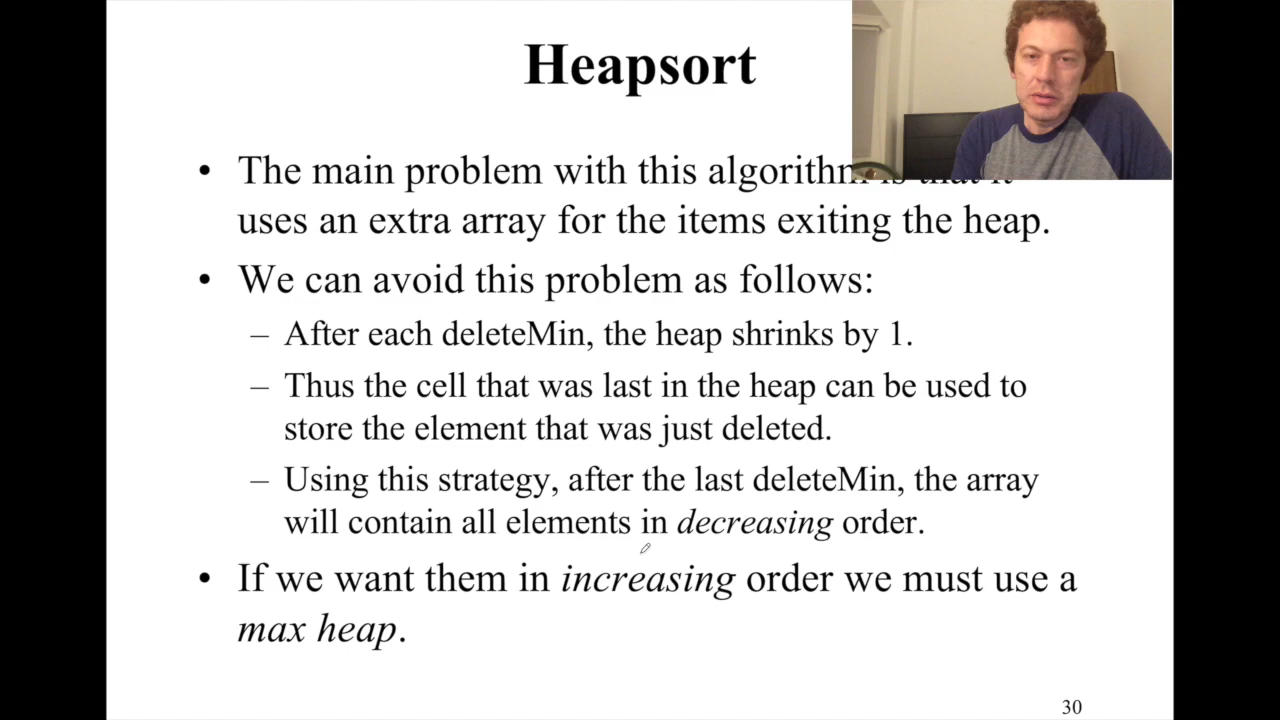 Heapsort
• The main problem with this algorithm is that it
uses an extra array for the items exiting the heap.
• We can avoid this problem as follows:
– After each deleteMin, the heap shrinks by 1.
– Thus the cell that was last in the heap can be used to
store the element that was just deleted.
– Using this strategy, after the last deleteMin, the array
will contain all elements in decreasing order.
• If we want them in increasing order we must use a
max heap.
30